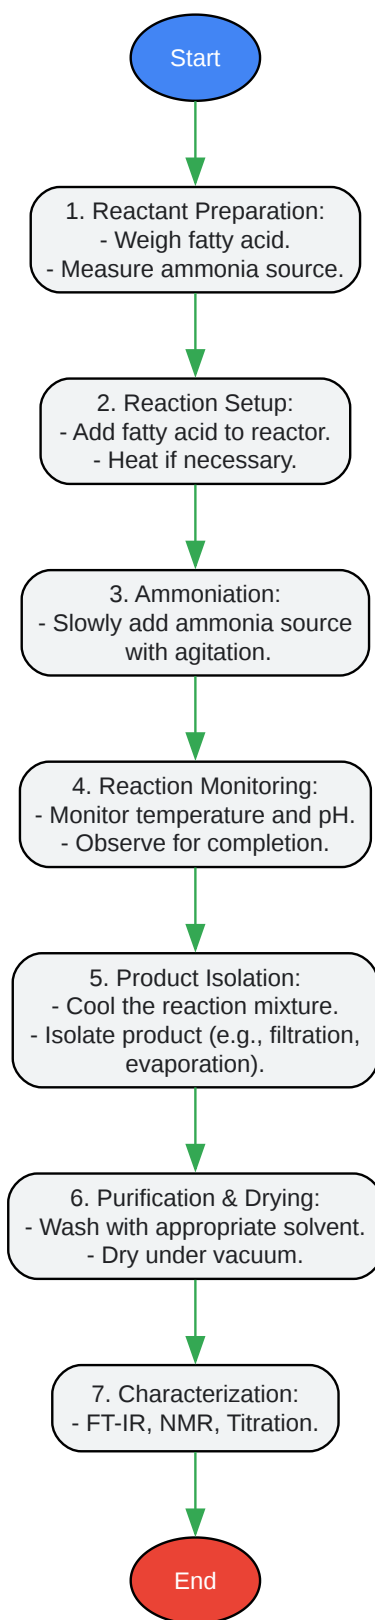 Start
1. Reactant Preparation:
- Weigh fatty acid.
- Measure ammonia source.
2. Reaction Setup:
- Add fatty acid to reactor.
- Heat if necessary.
3. Ammoniation:
- Slowly add ammonia source
with agitation.
4. Reaction Monitoring:
- Monitor temperature and pH.
- Observe for completion.
5. Product Isolation:
- Cool the reaction mixture.
- Isolate product (e.g., filtration,
evaporation).
6. Purification & Drying:
- Wash with appropriate solvent.
- Dry under vacuum.
7. Characterization:
- FT-IR, NMR, Titration.
End